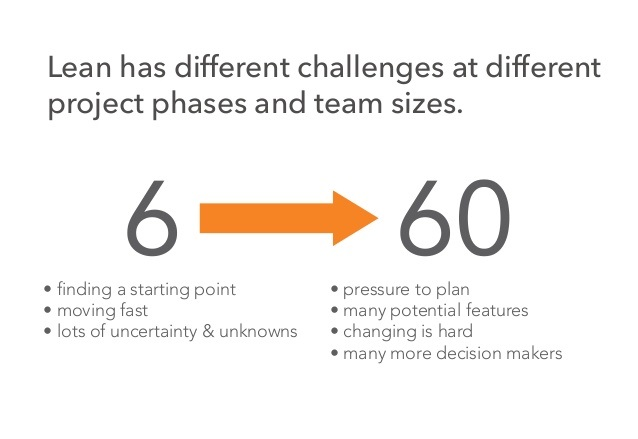 Lean has different challenges at different
project phases and team sizes.
6
60
• finding a starting point
• moving fast
• lots of uncertainty & unknowns
• pressure to plan
• many potential features
• changing is hard
• many more decision makers